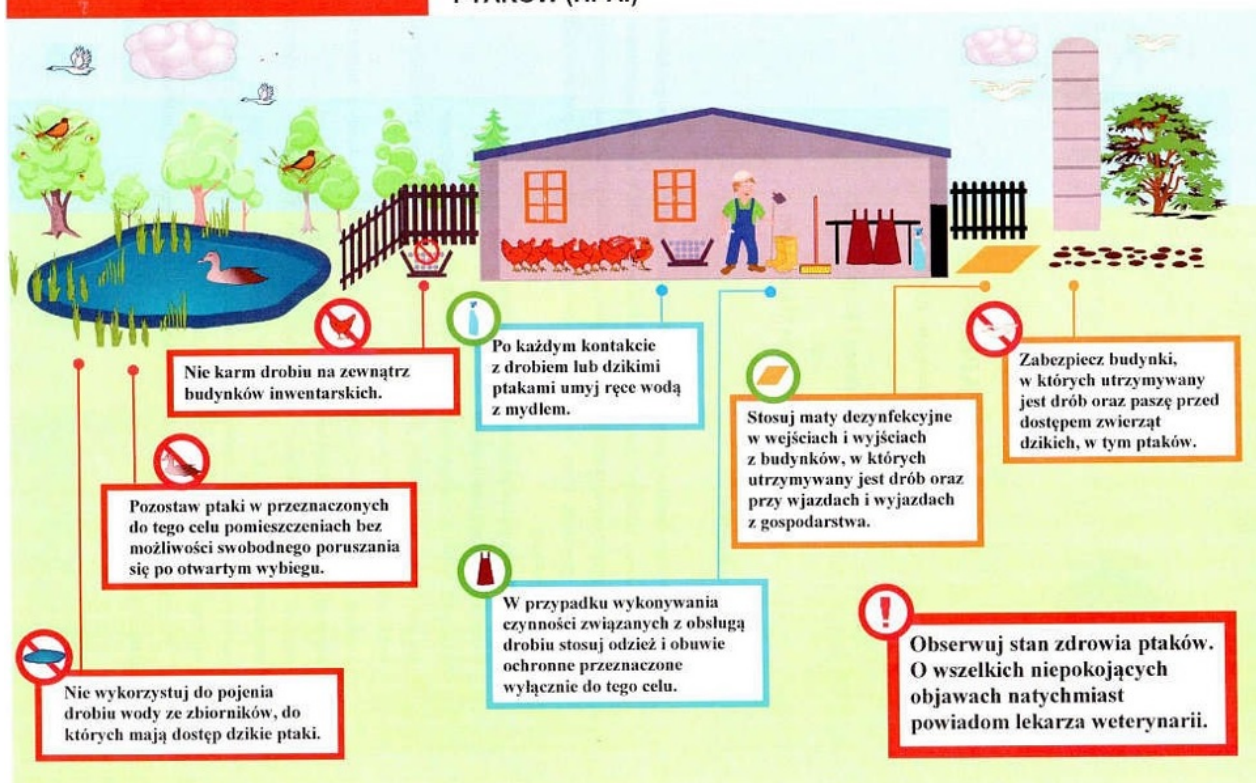 Nie karm drobiu na zewnątrz
budynków inwentarskich.
Po każdym kontakcie
z drobiem lub dzikimi
ptakami umyj ręce wodą
z mydłem.
Stosuj maty dezynfekcyjne
w wejściach i wyjściach
z budynków, w których
utrzymywany jest drób oraz
przy wjazdach i wyjazdach
z gospodarstwa.
Zabezpiecz budynki,
w których utrzymywany
jest drób oraz paszę przed
dostępem zwierząt
dzikich, w tym ptaków.
Pozostaw ptaki w przeznaczonych
do tego celu pomieszczeniach bez
możliwości swobodnego poruszania
się po otwartym wybiegu.
W przypadku wykonywania
czynności związanych z obsługą
drobiu stosuj odzież i obuwie
ochronne przeznaczone
wyłącznie do tego celu.
Nie wykorzystuj do pojenia
drobiu wody ze zbiorników, do
których mają dostęp dzikie ptaki.
!
Obserwuj stan zdrowia ptaków.
O wszelkich niepokojących
objawach natychmiast
powiadom lekarza weterynarii.